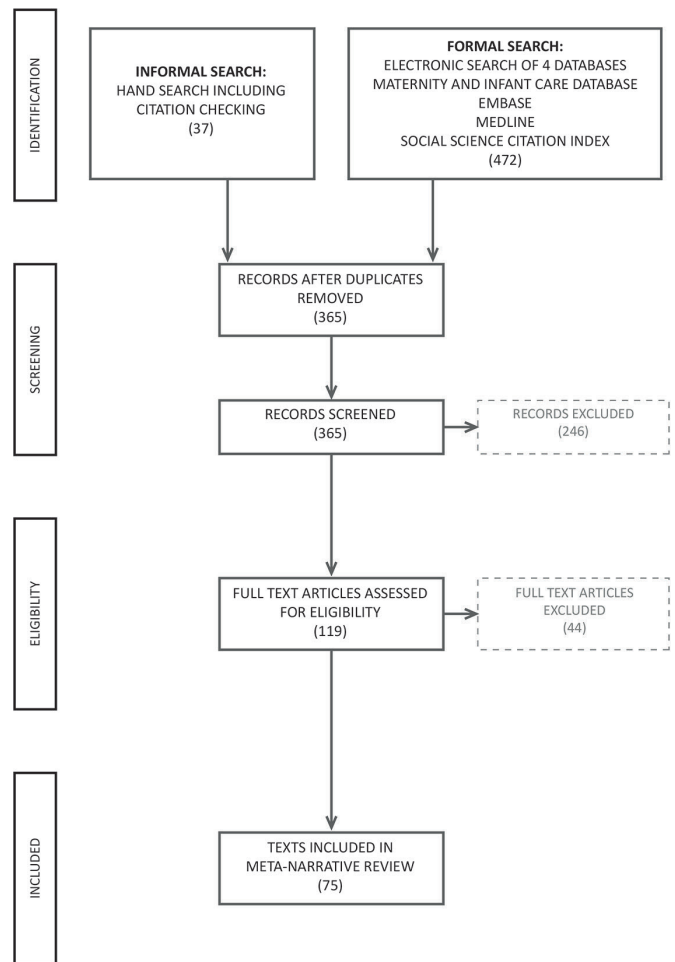 IDENTIFICATION
INFORMAL SEARCH:
HAND SEARCH INCLUDING
CITATION CHECKING
(37)
FORMAL SEARCH:
ELECTRONIC SEARCH OF 4 DATABASES
MATERNITY AND INFANT CARE DATABASE
EMBASE
MEDLINE
SOCIAL SCIENCE CITATION INDEX
(472)
SCREENING
RECORDS AFTER DUPLICATES
REMOVED
(365)
RECORDS SCREENED
(365)
RECORDS EXCLUDED
(246)
ELIGIBILITY
FULL TEXT ARTICLES ASSESSED
FOR ELIGIBILITY
(119)
FULL TEXT ARTICLES
EXCLUDED
(44)
INCLUDED
TEXTS INCLUDED IN
META-NARRATIVE REVIEW
(75)